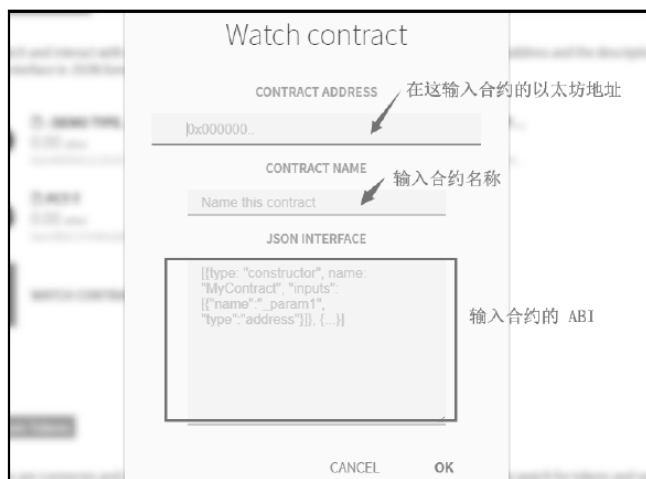 Watch contract
CONTRACT ADDRESS
在这输入合约的以太坊地址
0x000000..
CONTRACT NAME
输入合约名称
Name this contract
JSON INTERFACE
[{type: "constructor", name:
"MyContract", "inputs":
[{"name":"_param1",
"type":"address"}]}, {...}]
输入合约的 ABI
CANCEL OK